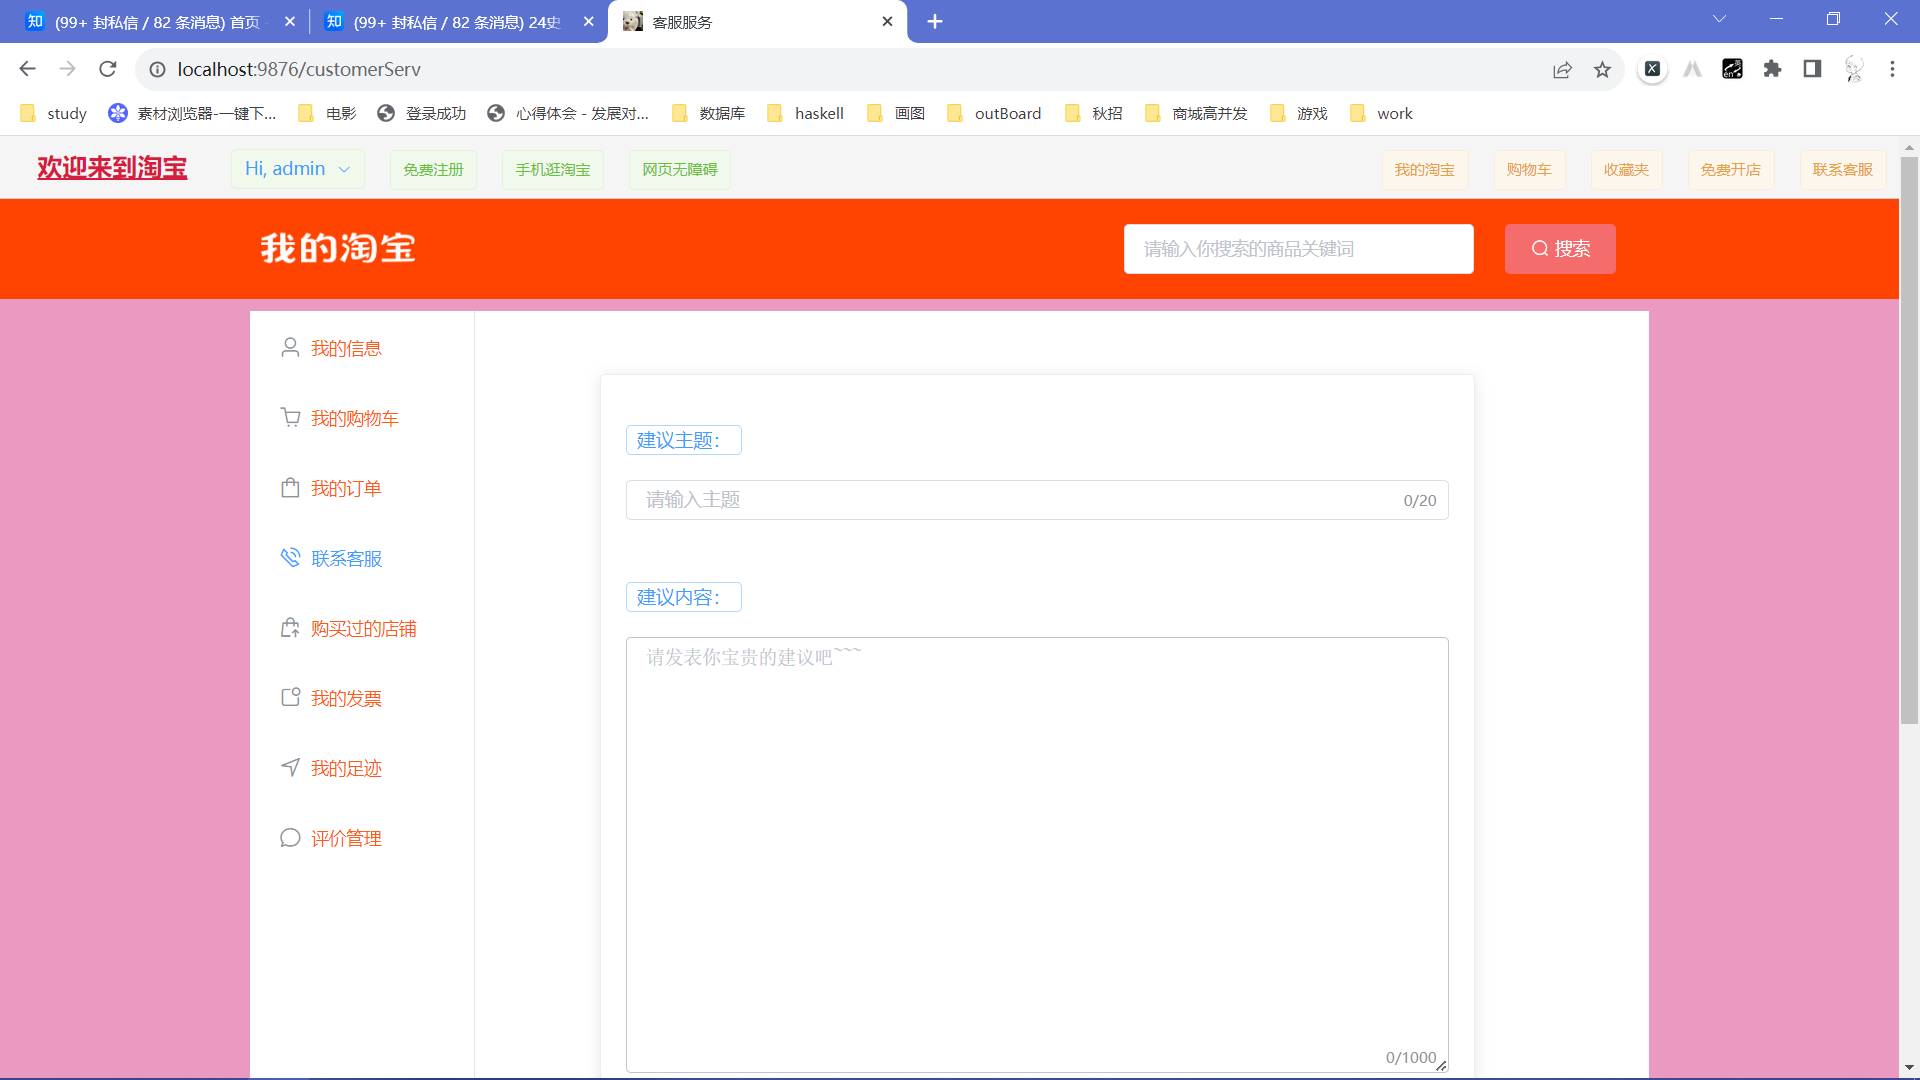 (99+ 封私信 / 82 条消息) 首页
(99+ 封私信 / 82 条消息) 24史
客服服务
localhost:9876/customerServ
study
素材浏览器-一键下...
电影
登录成功
心得体会 - 发展对...
数据库
haskell
画图
outBoard
秋招
商城高并发
游戏
work
欢迎来到淘宝
Hi, admin
免费注册
手机逛淘宝
网页无障碍
我的淘宝
购物车
收藏夹
免费开店
联系客服
我的淘宝
请输入你搜索的商品关键词
搜索
我的信息
我的购物车
我的订单
联系客服
购买过的店铺
我的发票
我的足迹
评价管理
建议主题：
请输入主题
0/20
建议内容：
请发表你宝贵的建议吧~~~
0/1000